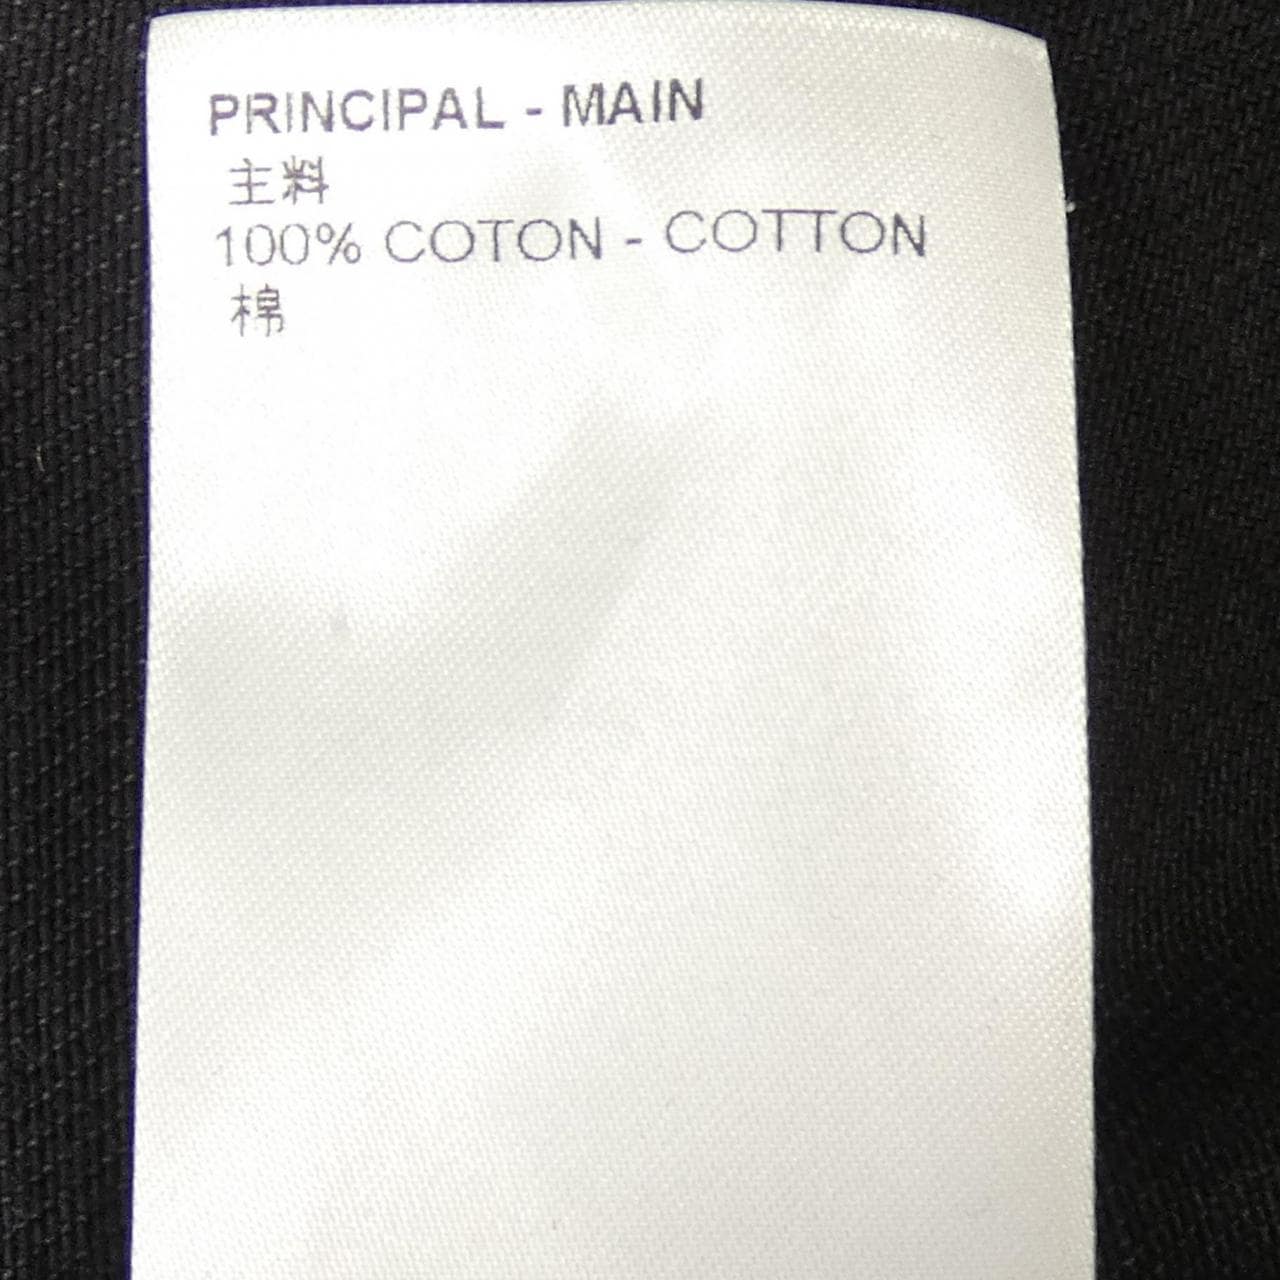 PRINCIPAL - MAIN
主料
100% COTON - COTTON
棉